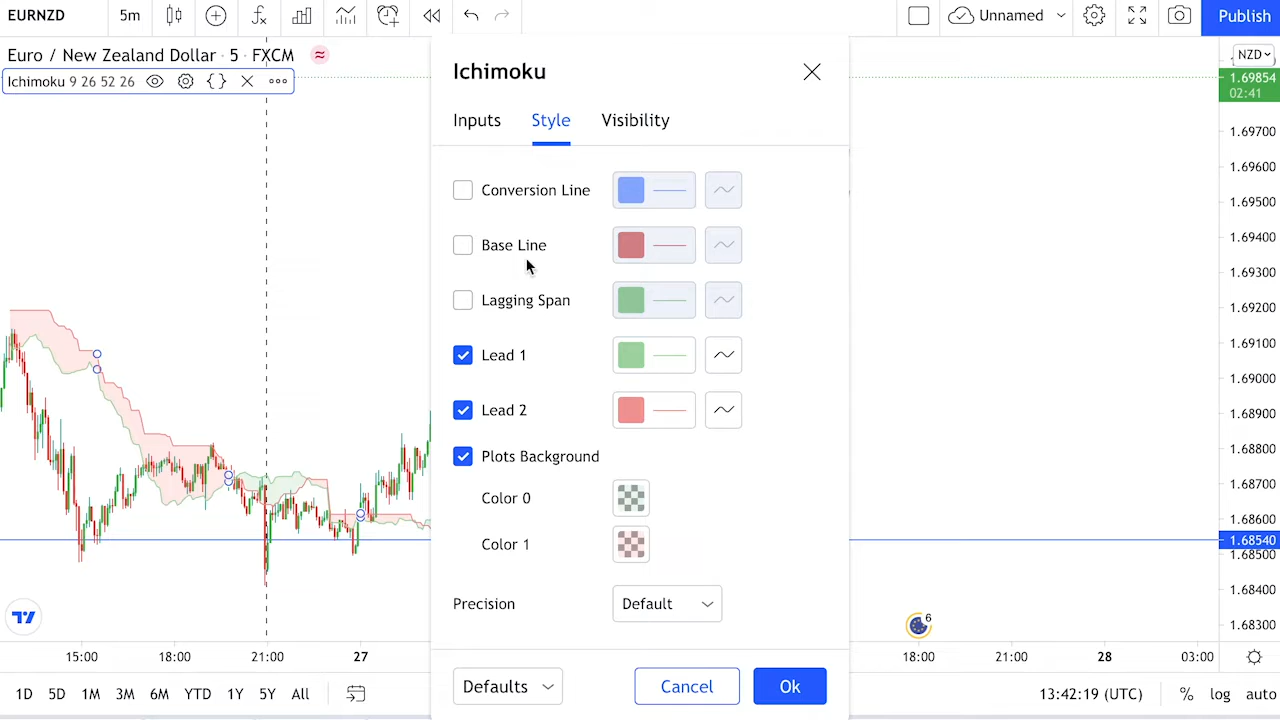 EURNZD
5m
Unnamed
Publish
Euro / New Zealand Dollar · 5 · FXCM
NZD
Ichimoku 9 26 52 26
1.69854
02:41
1.69700
1.69600
1.69500
1.69400
1.69300
1.69200
1.69100
1.69000
1.68900
1.68800
1.68700
1.68600
1.68540
1.68500
1.68400
1.68300
Ichimoku
Inputs
Style
Visibility
Conversion Line
Base Line
Lagging Span
Lead 1
Lead 2
Plots Background
Color 0
Color 1
Precision
Default
Defaults
Cancel
Ok
6
15:00
18:00
21:00
27
18:00
21:00
28
03:00
1D
5D
1M
3M
6M
YTD
1Y
5Y
All
13:42:19 (UTC)
%
log
auto